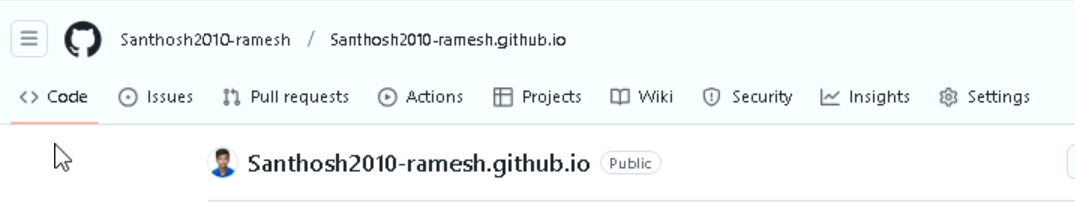 Santhosh2010-ramesh / Santhosh2010-ramesh.github.io
Code Issues Pull requests Actions Projects Wiki Security Insights Settings
Santhosh2010-ramesh.github.io Public